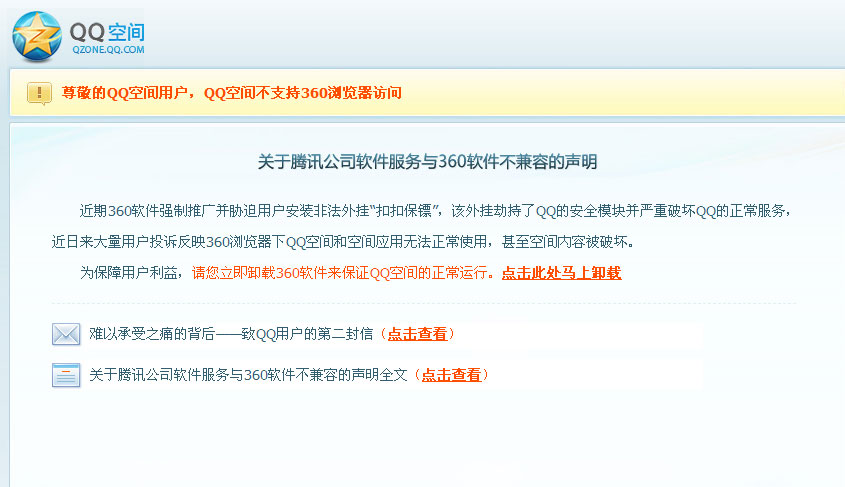 QQ空间
QZONE.QQ.COM
尊敬的QQ空间用户，QQ空间不支持360浏览器访问
关于腾讯公司软件服务与360软件不兼容的声明
近期360软件强制推广并胁迫用户安装非法外挂“扣扣保镖”，该外挂劫持了QQ的安全模块并严重破坏QQ的正常服务，
近日来大量用户投诉反映360浏览器下QQ空间和空间应用无法正常使用，甚至空间内容被破坏。
为保障用户利益，请您立即卸载360软件来保证QQ空间的正常运行。点击此处马上卸载
难以承受之痛的背后——致QQ用户的第二封信（点击查看）
关于腾讯公司软件服务与360软件不兼容的声明全文（点击查看）